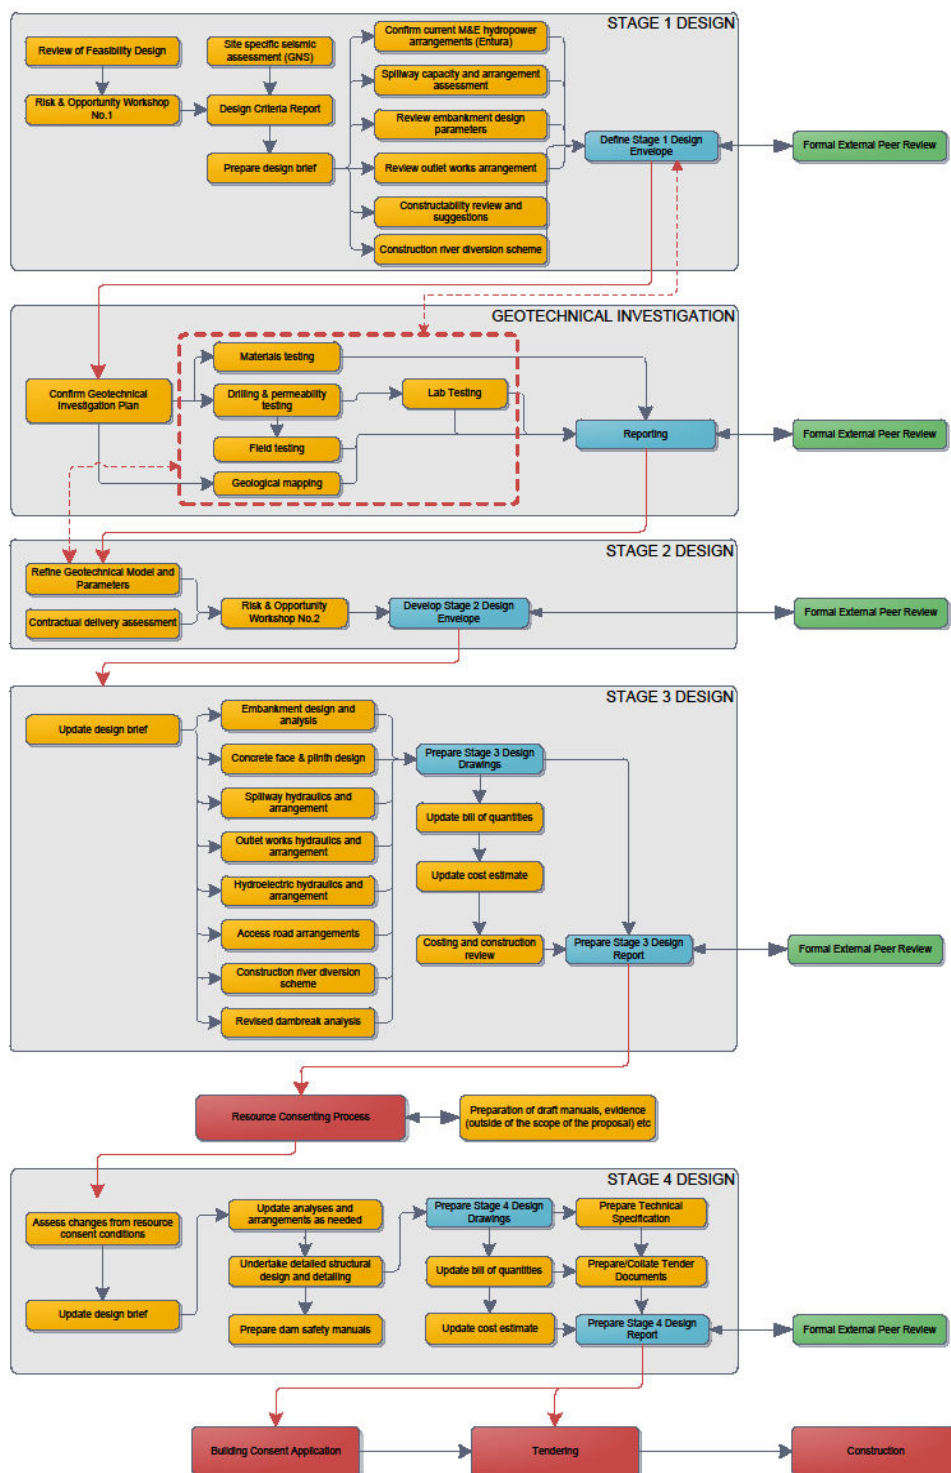 STAGE 1 DESIGN
Review of Feasibility Design
Site specific seismic
assessment (GNS)
Confirm current M&E hydropower
arrangements (Entura)
Risk & Opportunity Workshop
No.1
Design Criteria Report
Spillway capacity and arrangement
assessment
Review embankment design
parameters
Prepare design brief
Review outlet works arrangement
Define Stage 1 Design
Envelope
Formal External Peer Review
Constructability review and
suggestions
Construction river diversion scheme
GEOTECHNICAL INVESTIGATION
Materials testing
Confirm Geotechnical
Investigation Plan
Drilling & permeability
testing
Lab Testing
Field testing
Reporting
Formal External Peer Review
Geological mapping
STAGE 2 DESIGN
Refine Geotechnical Model and
Parameters
Contractual delivery assessment
Risk & Opportunity
Workshop No.2
Develop Stage 2 Design
Envelope
Formal External Peer Review
STAGE 3 DESIGN
Update design brief
Embankment design and
analysis
Concrete face & plinth design
Prepare Stage 3 Design
Drawings
Spillway hydraulics and
arrangement
Update bill of quantities
Outlet works hydraulics and
arrangement
Update cost estimate
Hydroelectric hydraulics and
arrangement
Access road arrangements
Costing and construction
review
Prepare Stage 3 Design
Report
Formal External Peer Review
Construction river diversion
scheme
Revised dambreak analysis
Resource Consenting Process
Preparation of draft manuals, evidence
(outside of the scope of the proposal) etc
STAGE 4 DESIGN
Assess changes from resource
consent conditions
Update analyses and
arrangements as needed
Prepare Stage 4 Design
Drawings
Prepare Technical
Specification
Undertake detailed structural
design and detailing
Update bill of quantities
Prepare/Collate Tender
Documents
Update design brief
Prepare dam safety manuals
Update cost estimate
Prepare Stage 4 Design
Report
Formal External Peer Review
Building Consent Application
Tendering
Construction